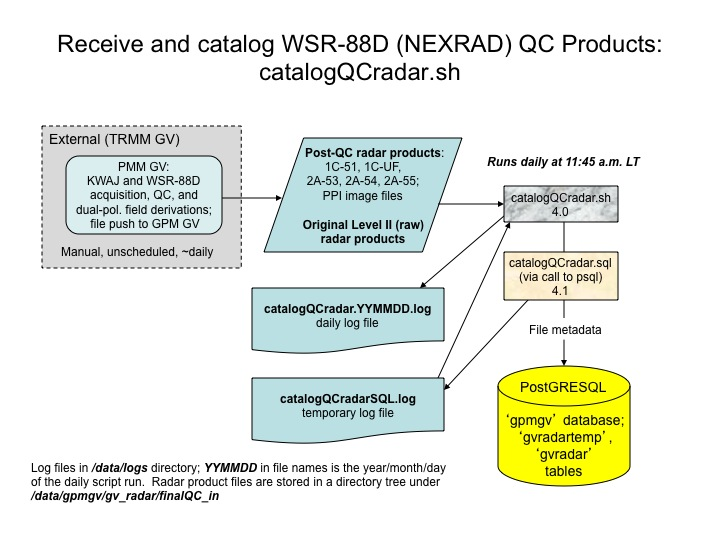 Receive and catalog WSR-88D (NEXRAD) QC Products:
catalogQCradar.sh
External (TRMM GV)
PMM GV:
KWAJ and WSR-88D
acquisition, QC, and
dual-pol. field derivations;
file push to GPM GV
Manual, unscheduled, ~daily
Post-QC radar products:
1C-51, 1C-UF,
2A-53, 2A-54, 2A-55;
PPI image files
Original Level II (raw)
radar products
Runs daily at 11:45 a.m. LT
catalogQCradar.sh
4.0
catalogQCradar.sql
(via call to psql)
4.1
catalogQCradar.YYMMDD.log
daily log file
File metadata
catalogQCradarSQL.log
temporary log file
PostGRESQL
‘gpmgv’ database;
‘gvradartemp’,
‘gvradar’
tables
Log files in /data/logs directory; YYMMDD in file names is the year/month/day
of the daily script run. Radar product files are stored in a directory tree under
/data/gpmgv/gv_radar/finalQC_in